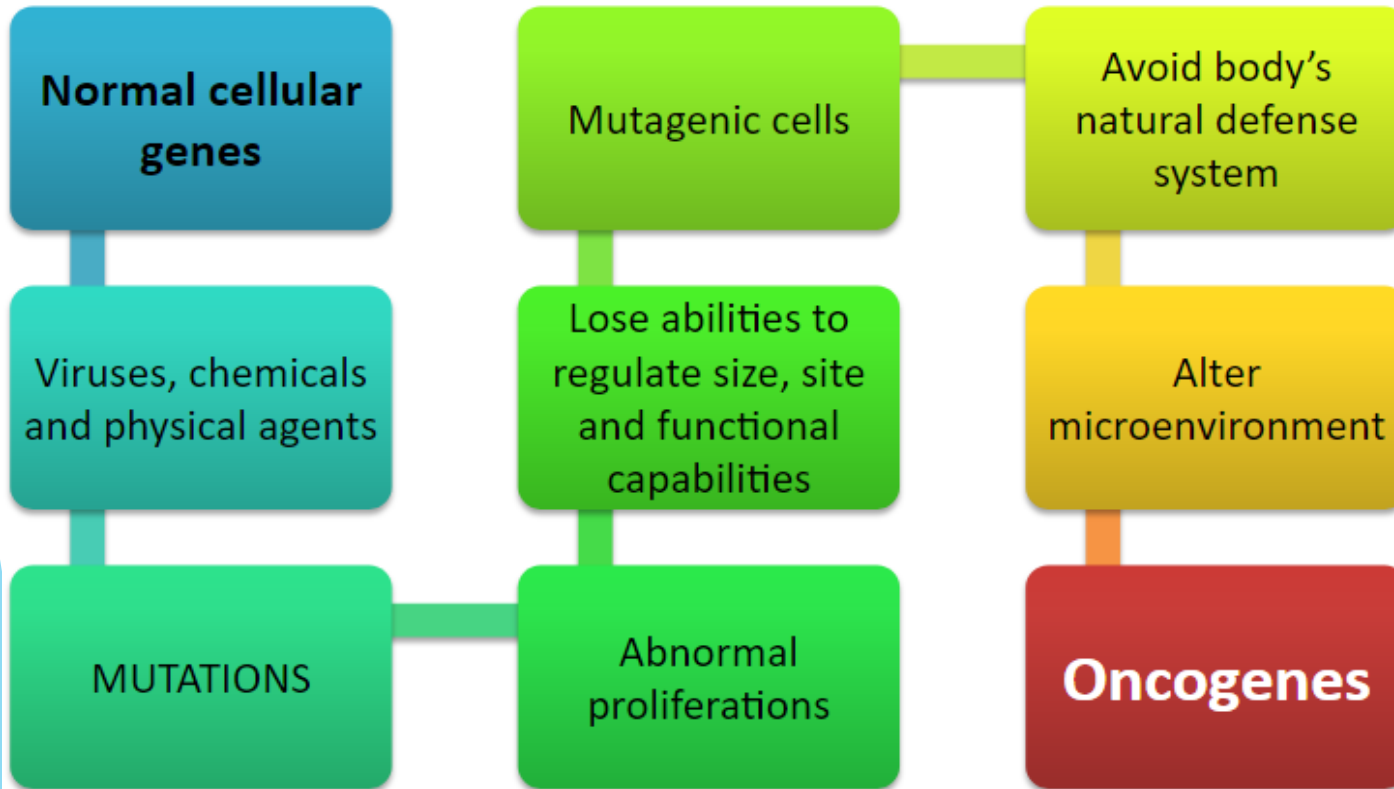 Normal cellular
genes
Viruses, chemicals
and physical agents
MUTATIONS
Abnormal
proliferations
Lose abilities to
regulate size, site
and functional
capabilities
Mutagenic cells
Avoid body’s
natural defense
system
Alter
microenvironment
Oncogenes